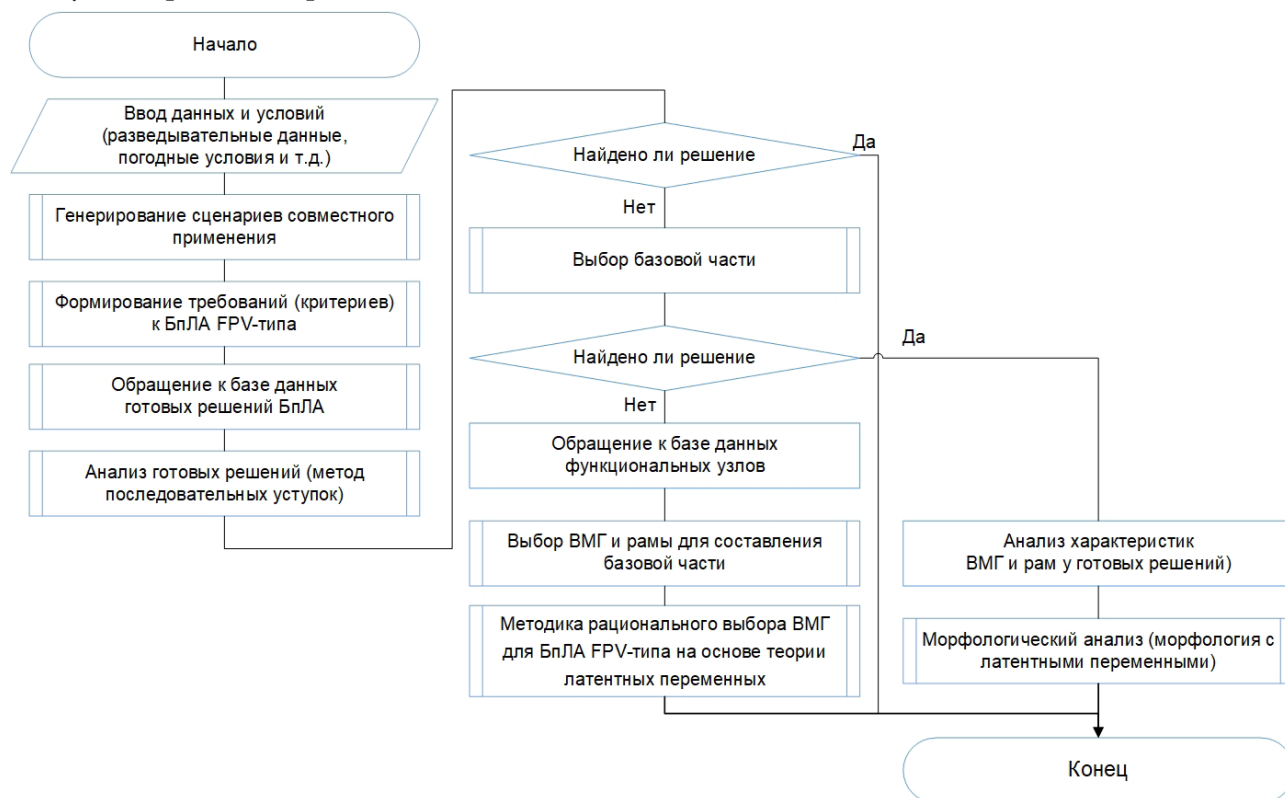 Начало
Ввод данных и условий
(разведывательные данные,
погодные условия и т.д.)
Генерирование сценариев совместного
применения
Формирование требований (критериев)
к БпЛА FPV-типа
Обращение к базе данных
готовых решений БпЛА
Анализ готовых решений (метод
последовательных уступок)
Найдено ли решение
Да
Нет
Выбор базовой части
Найдено ли решение
Да
Нет
Обращение к базе данных
функциональных узлов
Выбор ВМГ и рамы для составления
базовой части
Методика рационального выбора ВМГ
для БпЛА FPV-типа на основе теории
латентных переменных
Анализ характеристик
ВМГ и рам у готовых решений)
Морфологический анализ (морфология с
латентными переменными)
Конец